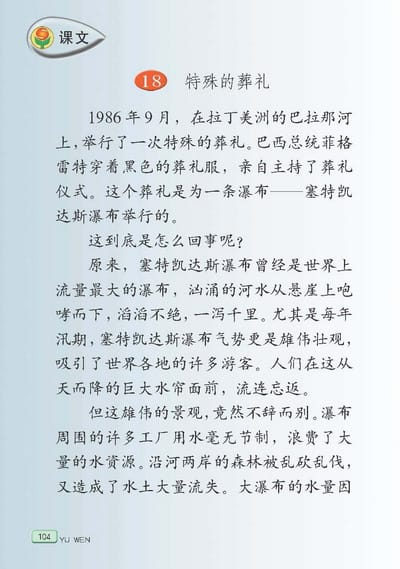 课文
18 特殊的葬礼
1986年9月，在拉丁美洲的巴拉那河
上，举行了一次特殊的葬礼。巴西总统菲格
雷特穿着黑色的葬礼服，亲自主持了葬礼
仪式。这个葬礼是为一条瀑布——塞特凯
达斯瀑布举行的。
这到底是怎么回事呢？
原来，塞特凯达斯瀑布曾经是世界上
流量最大的瀑布，汹涌的河水从悬崖上咆
哮而下，滔滔不绝，一泻千里。尤其是每年
汛期，塞特凯达斯瀑布气势更是雄伟壮观，
吸引了世界各地的许多游客。人们在这从
天而降的巨大水帘面前，流连忘返。
但这雄伟的景观，竟然不辞而别。瀑布
周围的许多工厂用水毫无节制，浪费了大
量的水资源。沿河两岸的森林被乱砍乱伐，
又造成了水土大量流失。大瀑布的水量因
104 YU WEN